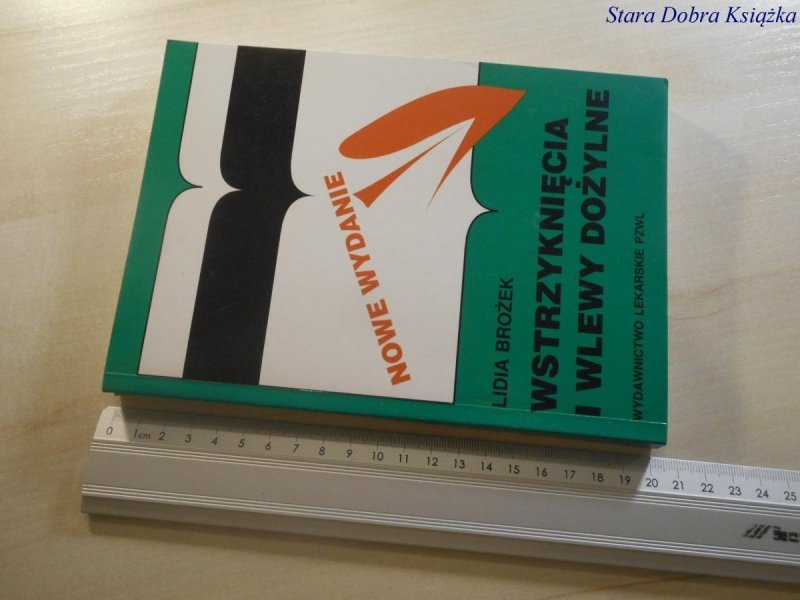 Stara Dobra Książka
NOWE WYDANIE
LIDIA BROŻEK
WSTRZYKNIĘCIA
I WLEWY DOŻYLNE
WYDAWNICTWO LEKARSKIE PZWL
0 1cm 2 3 4 5 6 7 8 9 10 11 12 13 14 15 16 17 18 19 20 21 22 23 24 25